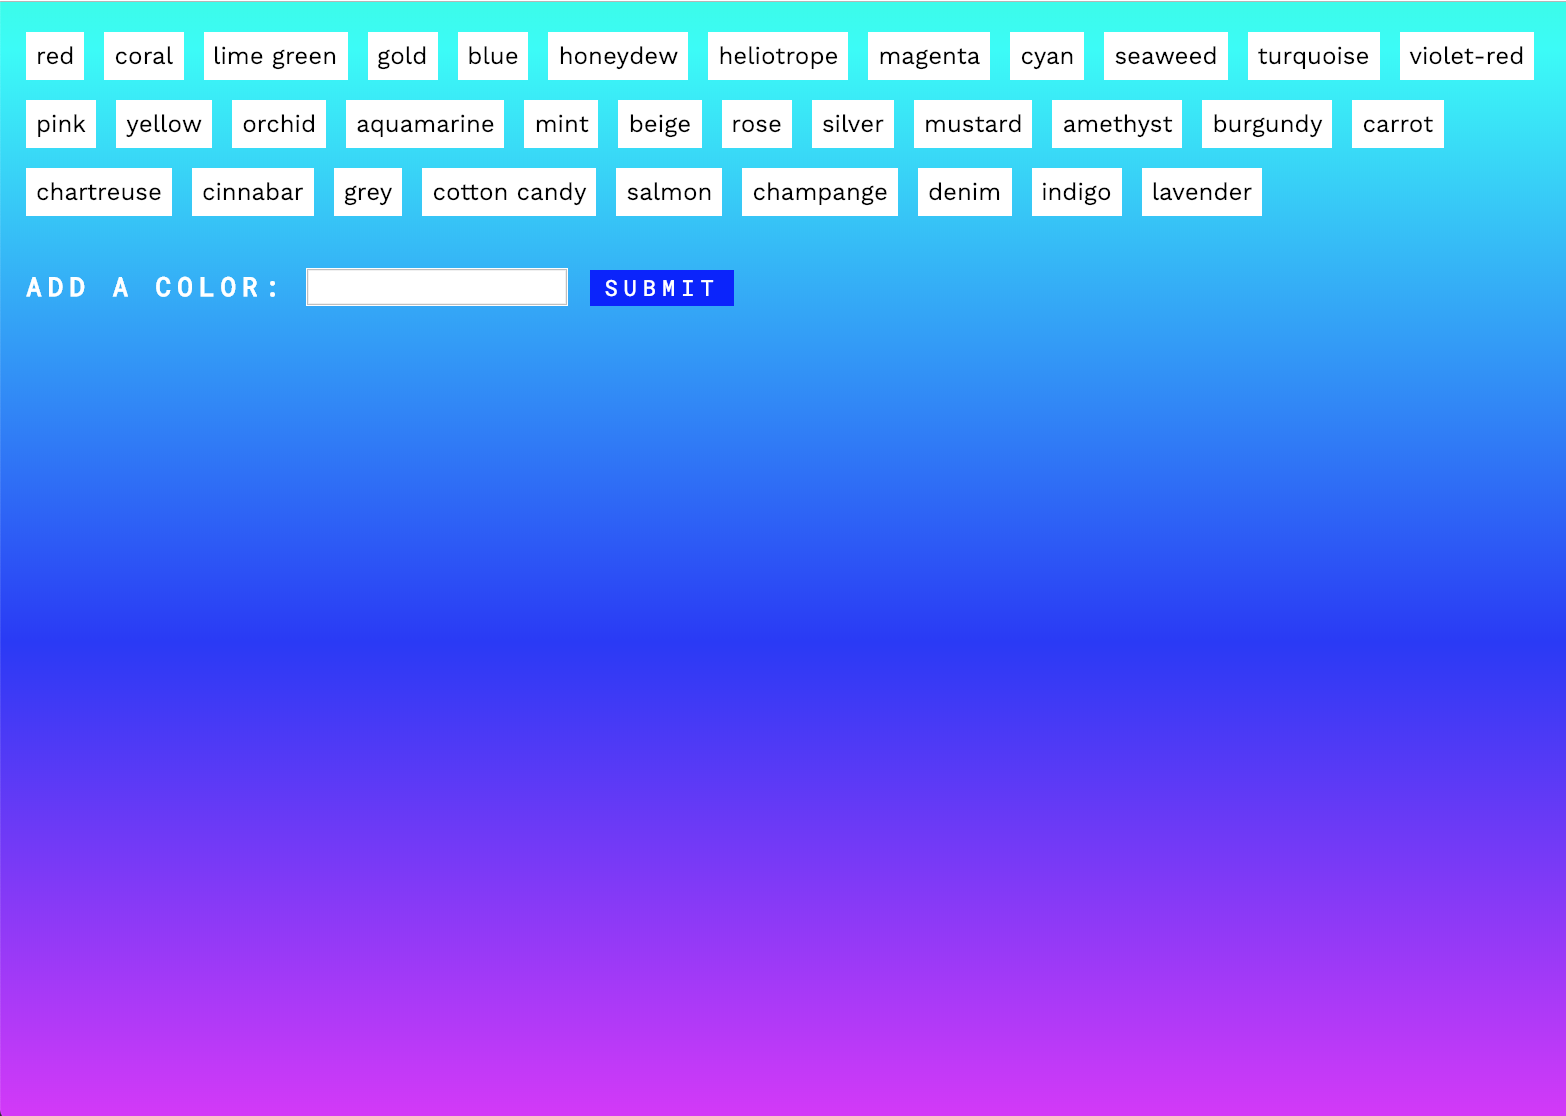 red coral lime green gold blue honeydew heliotrope magenta cyan seaweed turquoise violet-red
pink yellow orchid aquamarine mint beige rose silver mustard amethyst burgundy carrot
chartreuse cinnabar grey cotton candy salmon champange denim indigo lavender
ADD A COLOR: SUBMIT